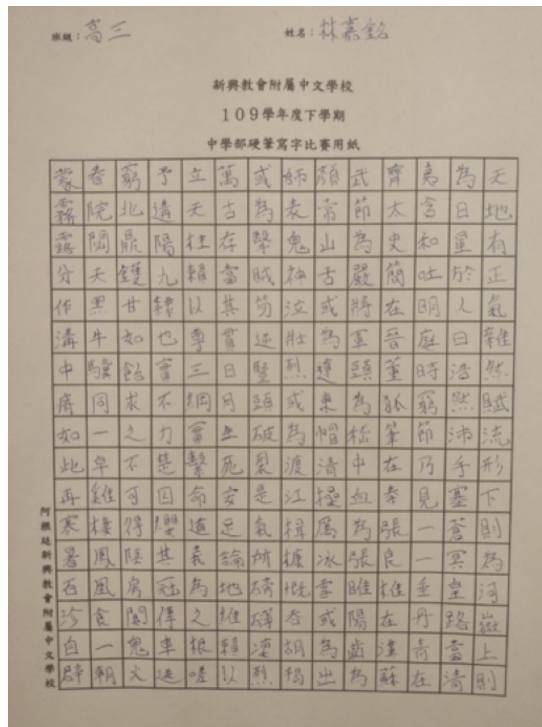 班級：高三
姓名：林嘉銘
新興教會附屬中文學校
109學年度下學期
中學部硬筆寫字比賽用紙
天地有正氣雜然賦流形下則為河嶽上則
為日星於人曰浩然沛乎塞蒼冥皇路當清
夷含和吐明庭時窮節乃見一一垂丹青在
齊太史簡在晉董狐筆在秦張良椎在漢蘇
武節為嚴將軍頭為嵇中血為張睢陽齒為
顏常山舌或為遼東帽清操厲冰雪或為出
師表鬼神泣壯烈或為渡江楫慷慨吞胡羯
或為擊賊笏逆豎頭破裂是氣所磅礴凜烈
萬古存當其貫日月生死安足論地維賴以
立天柱賴以尊三綱實繫命道義為之根嗟
予遘陽九隸也實不力楚囚纓其冠傳車送
窮北鼎鑊甘如飴求之不可得陰房闃鬼火
春院閟天黑牛驥同一皁雞棲鳳凰食一朝
蒙霧露分作溝中瘠如此再寒暑百沴自辟
阿根廷新興教會附屬中文學校